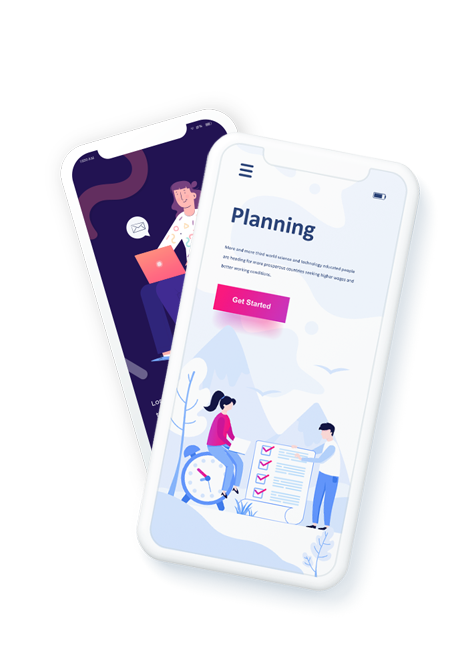 Planning
More and more third world science and technology educated people
are heading for more prosperous countries seeking higher wages and
better working conditions.
Get Started